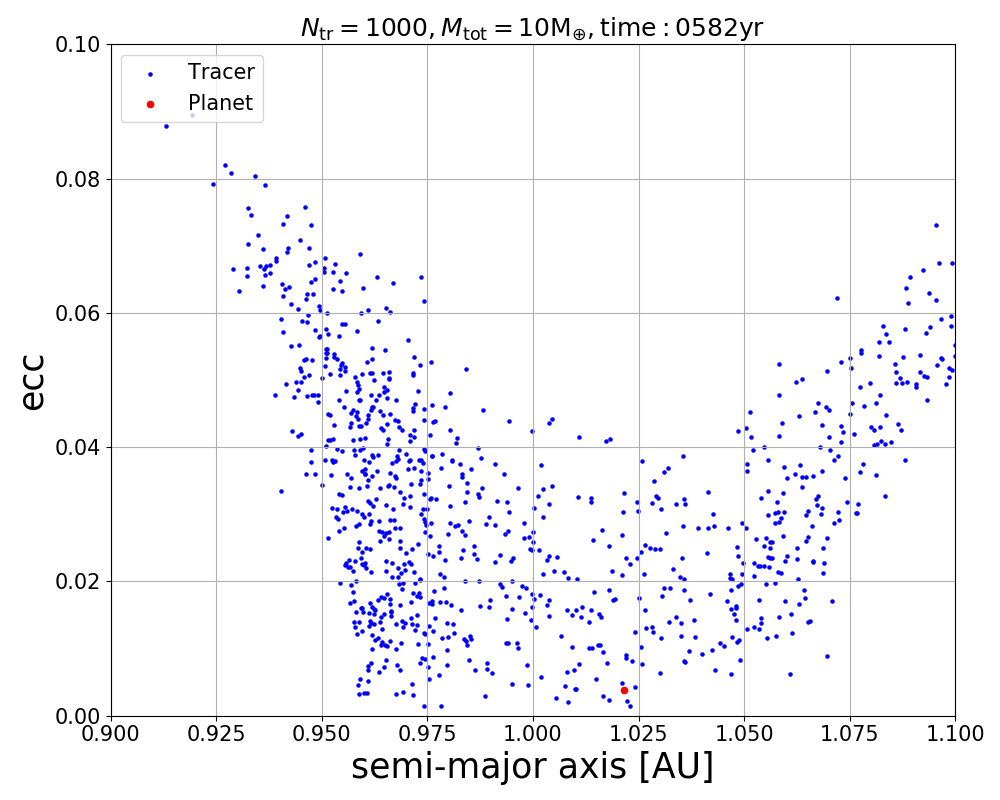 N_tr = 1000, M_tot = 10M_⊕, time : 0582yr
Tracer
Planet
0.10
0.08
0.06
0.04
0.02
0.00
ecc
0.900 0.925 0.950 0.975 1.000 1.025 1.050 1.075 1.100
semi-major axis [AU]